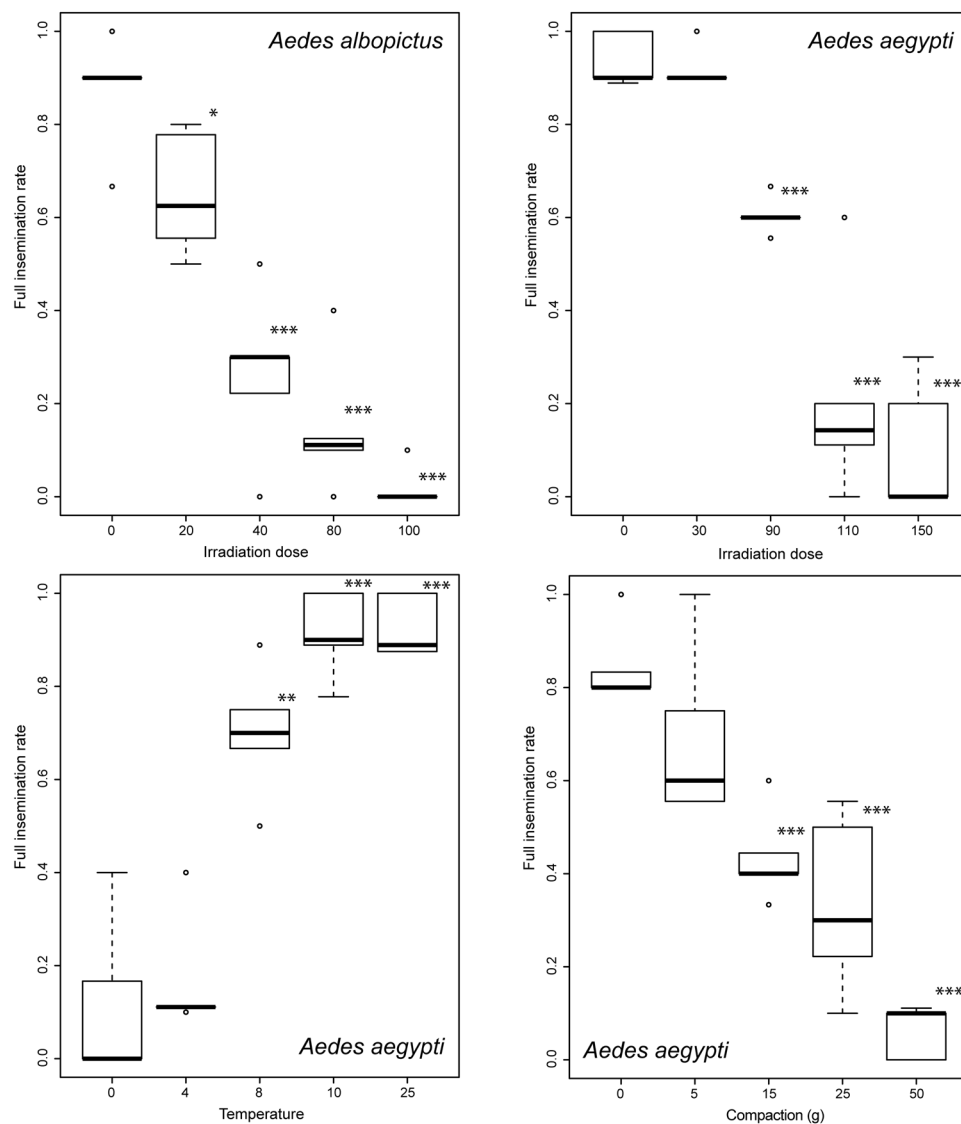 Aedes albopictus
Full insemination rate
1.0
0.8
0.6
0.4
0.2
0.0
*
***
***
***
0 20 40 80 100
Irradiation dose
Aedes aegypti
Full insemination rate
1.0
0.8
0.6
0.4
0.2
0.0
***
***
***
0 30 90 110 150
Irradiation dose
Full insemination rate
1.0
0.8
0.6
0.4
0.2
0.0
**
***
***
Aedes aegypti
0 4 8 10 25
Temperature
Full insemination rate
1.0
0.8
0.6
0.4
0.2
0.0
***
***
***
Aedes aegypti
0 5 15 25 50
Compaction (g)